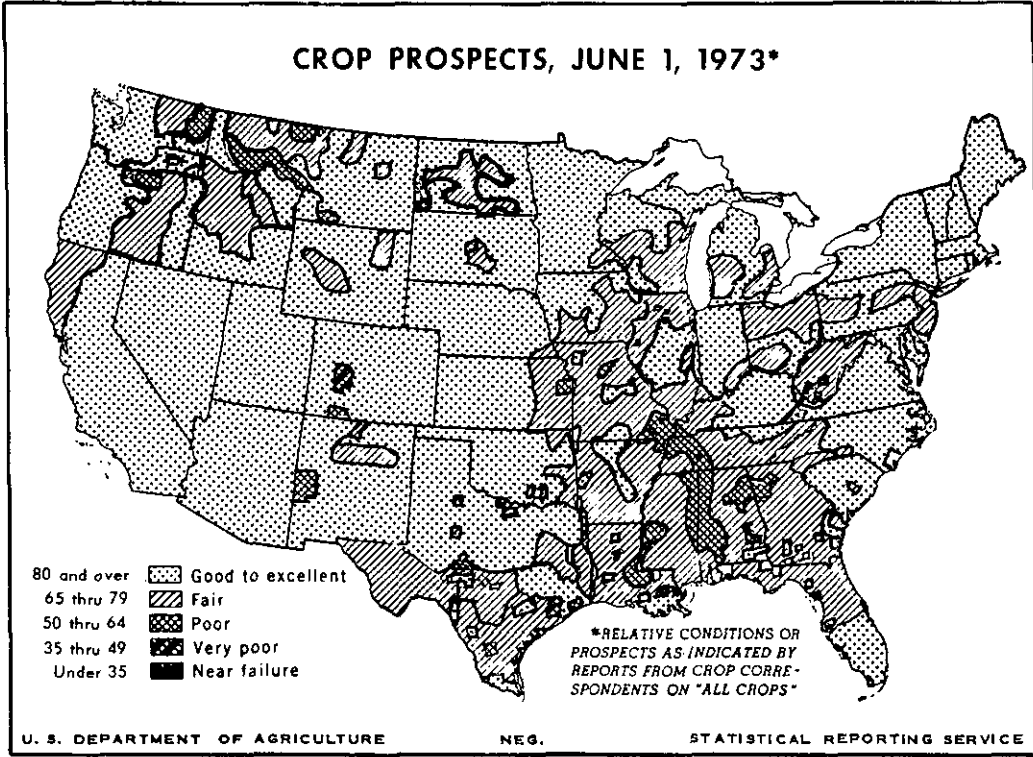 CROP PROSPECTS, JUNE 1, 1973*
80 and over Good to excellent
65 thru 79 Fair
50 thru 64 Poor
35 thru 49 Very poor
Under 35 Near failure
*RELATIVE CONDITIONS OR
PROSPECTS AS INDICATED BY
REPORTS FROM CROP CORRE-
SPONDENTS ON "ALL CROPS"
U. S. DEPARTMENT OF AGRICULTURE NEG. STATISTICAL REPORTING SERVICE